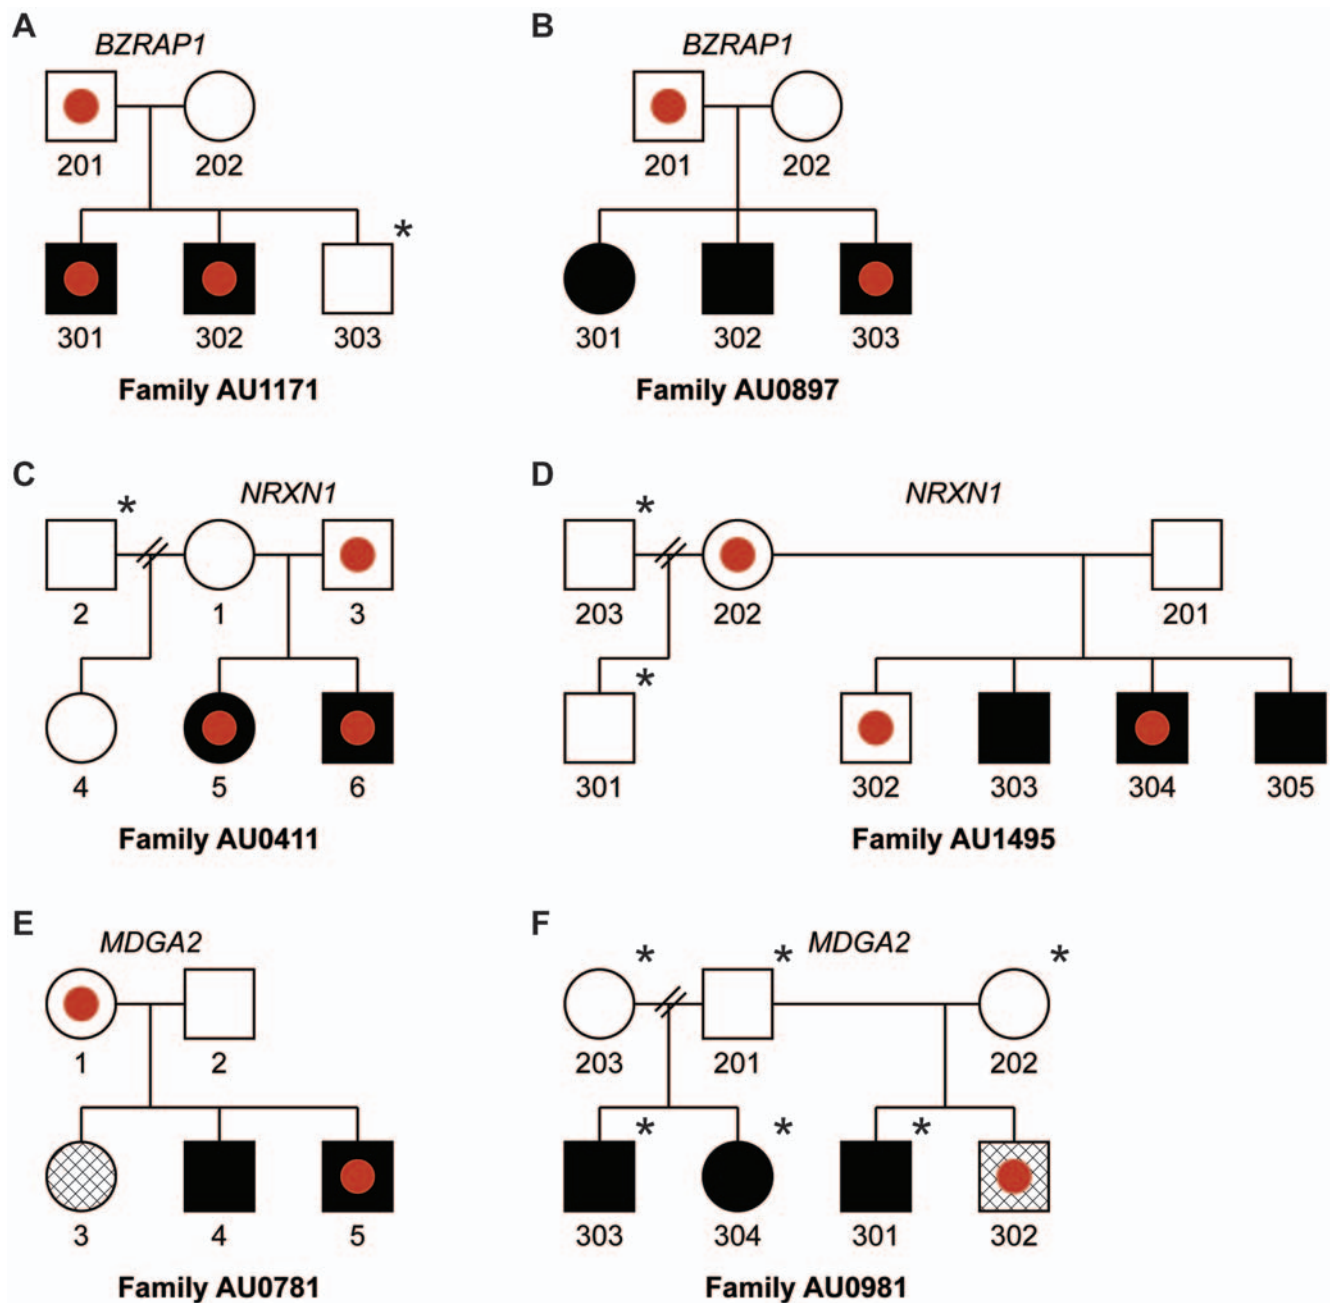 A
BZRAP1
201 202
*
301 302 303
Family AU1171
B
BZRAP1
201 202
301 302 303
Family AU0897
C
NRXN1
*
2 1 3
4 5 6
Family AU0411
D
NRXN1
*
203 202 201
*
301 302 303 304 305
Family AU1495
E
MDGA2
1 2
3 4 5
Family AU0781
F
MDGA2
* * *
203 201 202
* * *
303 304 301 302
Family AU0981